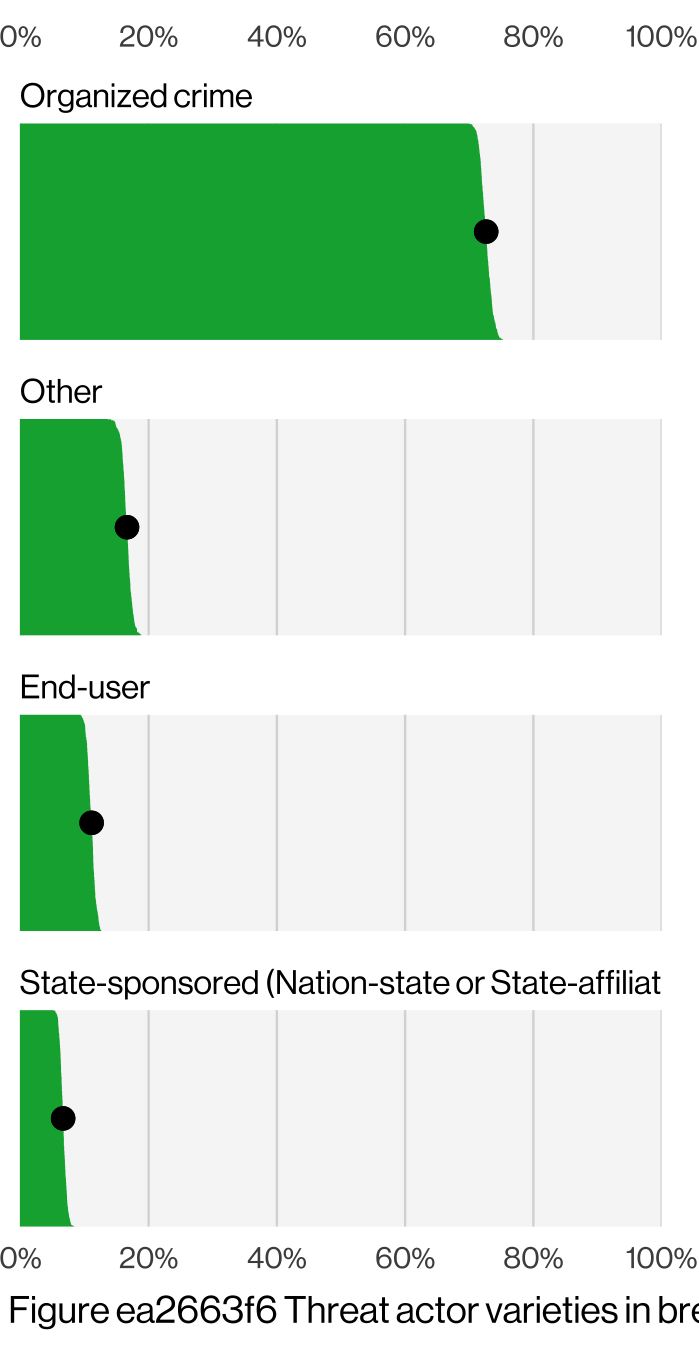 0% 20% 40% 60% 80% 100%
Organized crime
Other
End-user
State-sponsored (Nation-state or State-affiliat
0% 20% 40% 60% 80% 100%
Figure ea2663f6 Threat actor varieties in bre